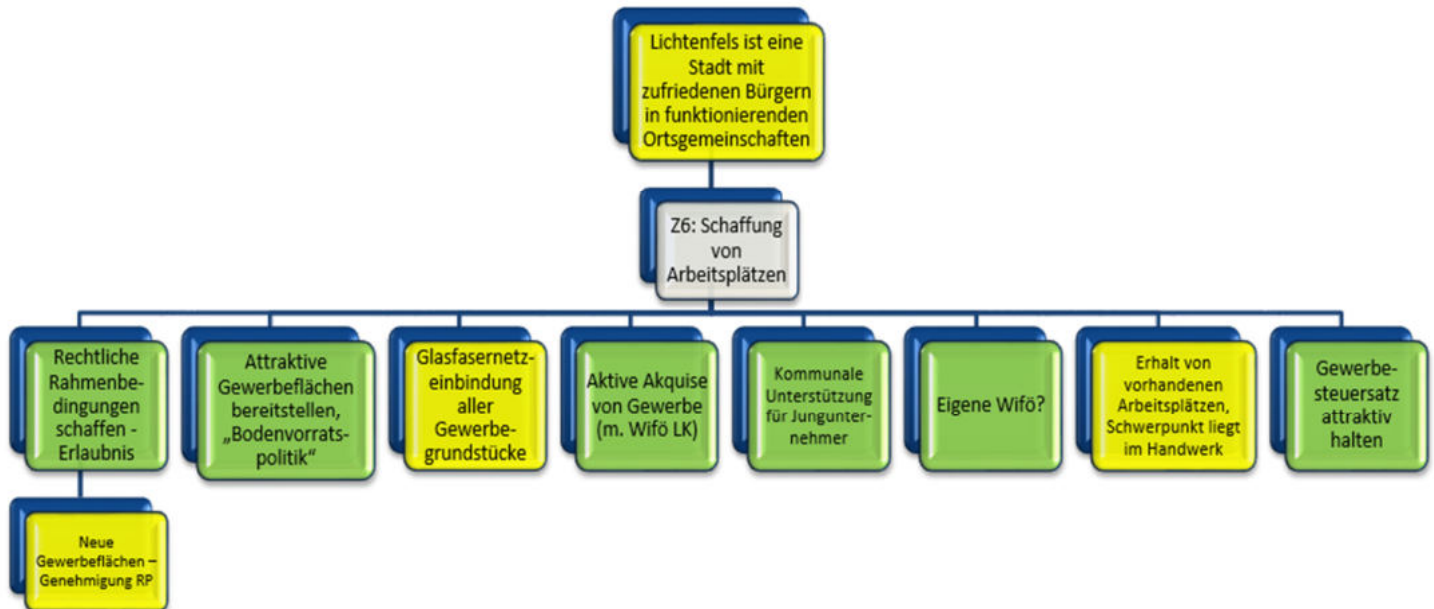 Lichtenfels ist eine
Stadt mit
zufriedenen Bürgern
in funktionierenden
Ortsgemeinschaften
Z6: Schaffung
von
Arbeitsplätzen
Rechtliche
Rahmenbe-
dingungen
schaffen -
Erlaubnis
Attraktive
Gewerbeflächen
bereitstellen,
„Bodenvorrats-
politik“
Glasfasernetz-
einbindung
aller
Gewerbe-
grundstücke
Aktive Akquise
von Gewerbe
(m. Wifö LK)
Kommunale
Unterstützung
für Jungunter-
nehmer
Eigene Wifö?
Erhalt von
vorhandenen
Arbeitsplätzen,
Schwerpunkt liegt
im Handwerk
Gewerbe-
steuersatz
attraktiv
halten
Neue
Gewerbeflächen –
Genehmigung RP